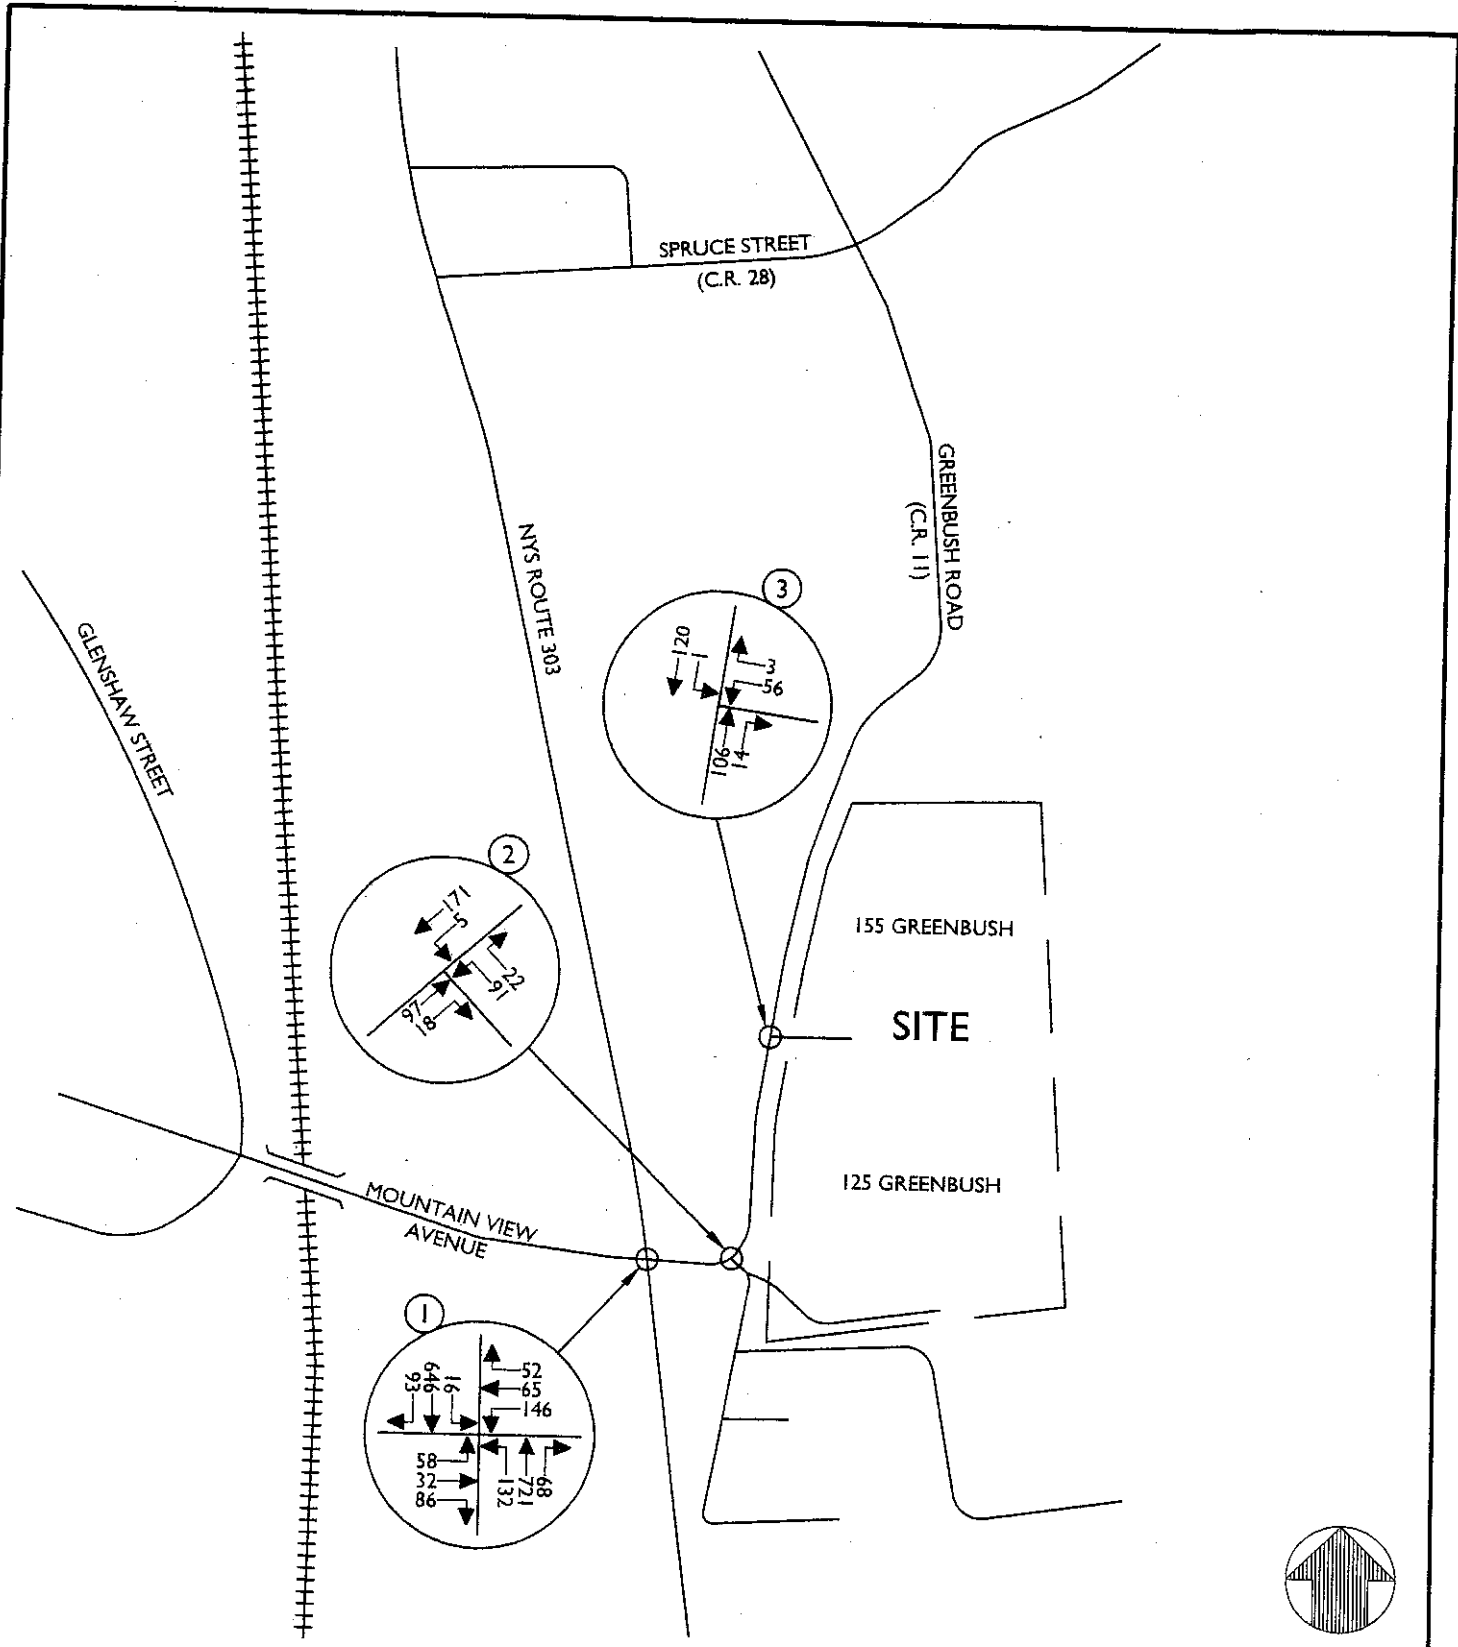 SPRUCE STREET
(C.R. 28)
GREENBUSH ROAD
(C.R. 11)
NYS ROUTE 303
GLENSHAW STREET
3
120
1
3
56
106
14
2
171
5
22
91
97
18
155 GREENBUSH
SITE
125 GREENBUSH
MOUNTAIN VIEW
AVENUE
1
93
646
16
52
65
146
58
32
86
132
721
68